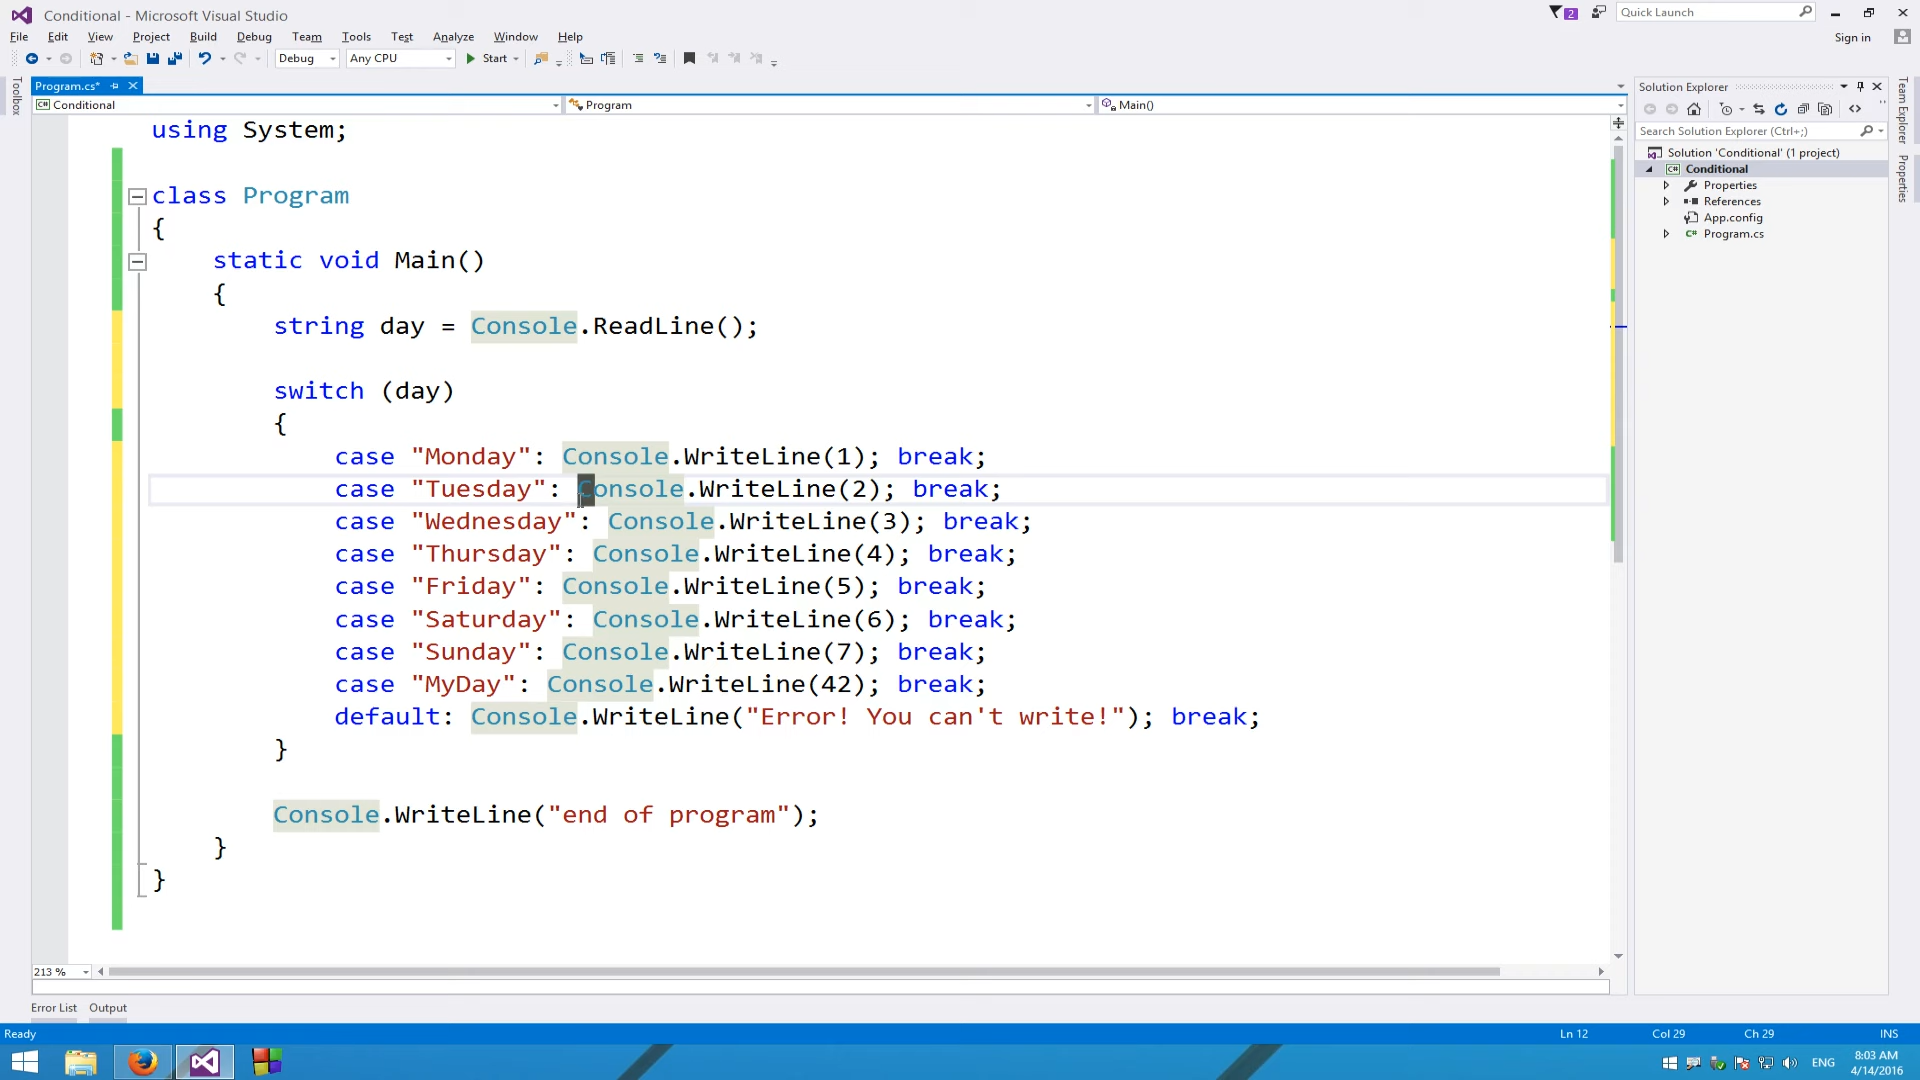 Conditional - Microsoft Visual Studio
2
Quick Launch
File Edit View Project Build Debug Team Tools Test Analyze Window Help
Sign in
Debug Any CPU Start
Toolbox
Program.cs*
Conditional Program Main()
using System;
class Program
{
static void Main()
{
string day = Console.ReadLine();
switch (day)
{
case "Monday": Console.WriteLine(1); break;
case "Tuesday": Console.WriteLine(2); break;
case "Wednesday": Console.WriteLine(3); break;
case "Thursday": Console.WriteLine(4); break;
case "Friday": Console.WriteLine(5); break;
case "Saturday": Console.WriteLine(6); break;
case "Sunday": Console.WriteLine(7); break;
case "MyDay": Console.WriteLine(42); break;
default: Console.WriteLine("Error! You can't write!"); break;
}
Console.WriteLine("end of program");
}
}
213 %
Solution Explorer
Search Solution Explorer (Ctrl+;)
Solution 'Conditional' (1 project)
C# Conditional
Properties
References
App.config
C# Program.cs
Team Explorer
Properties
Error List Output
Ready Ln 12 Col 29 Ch 29 INS
ENG
8:03 AM
4/14/2016